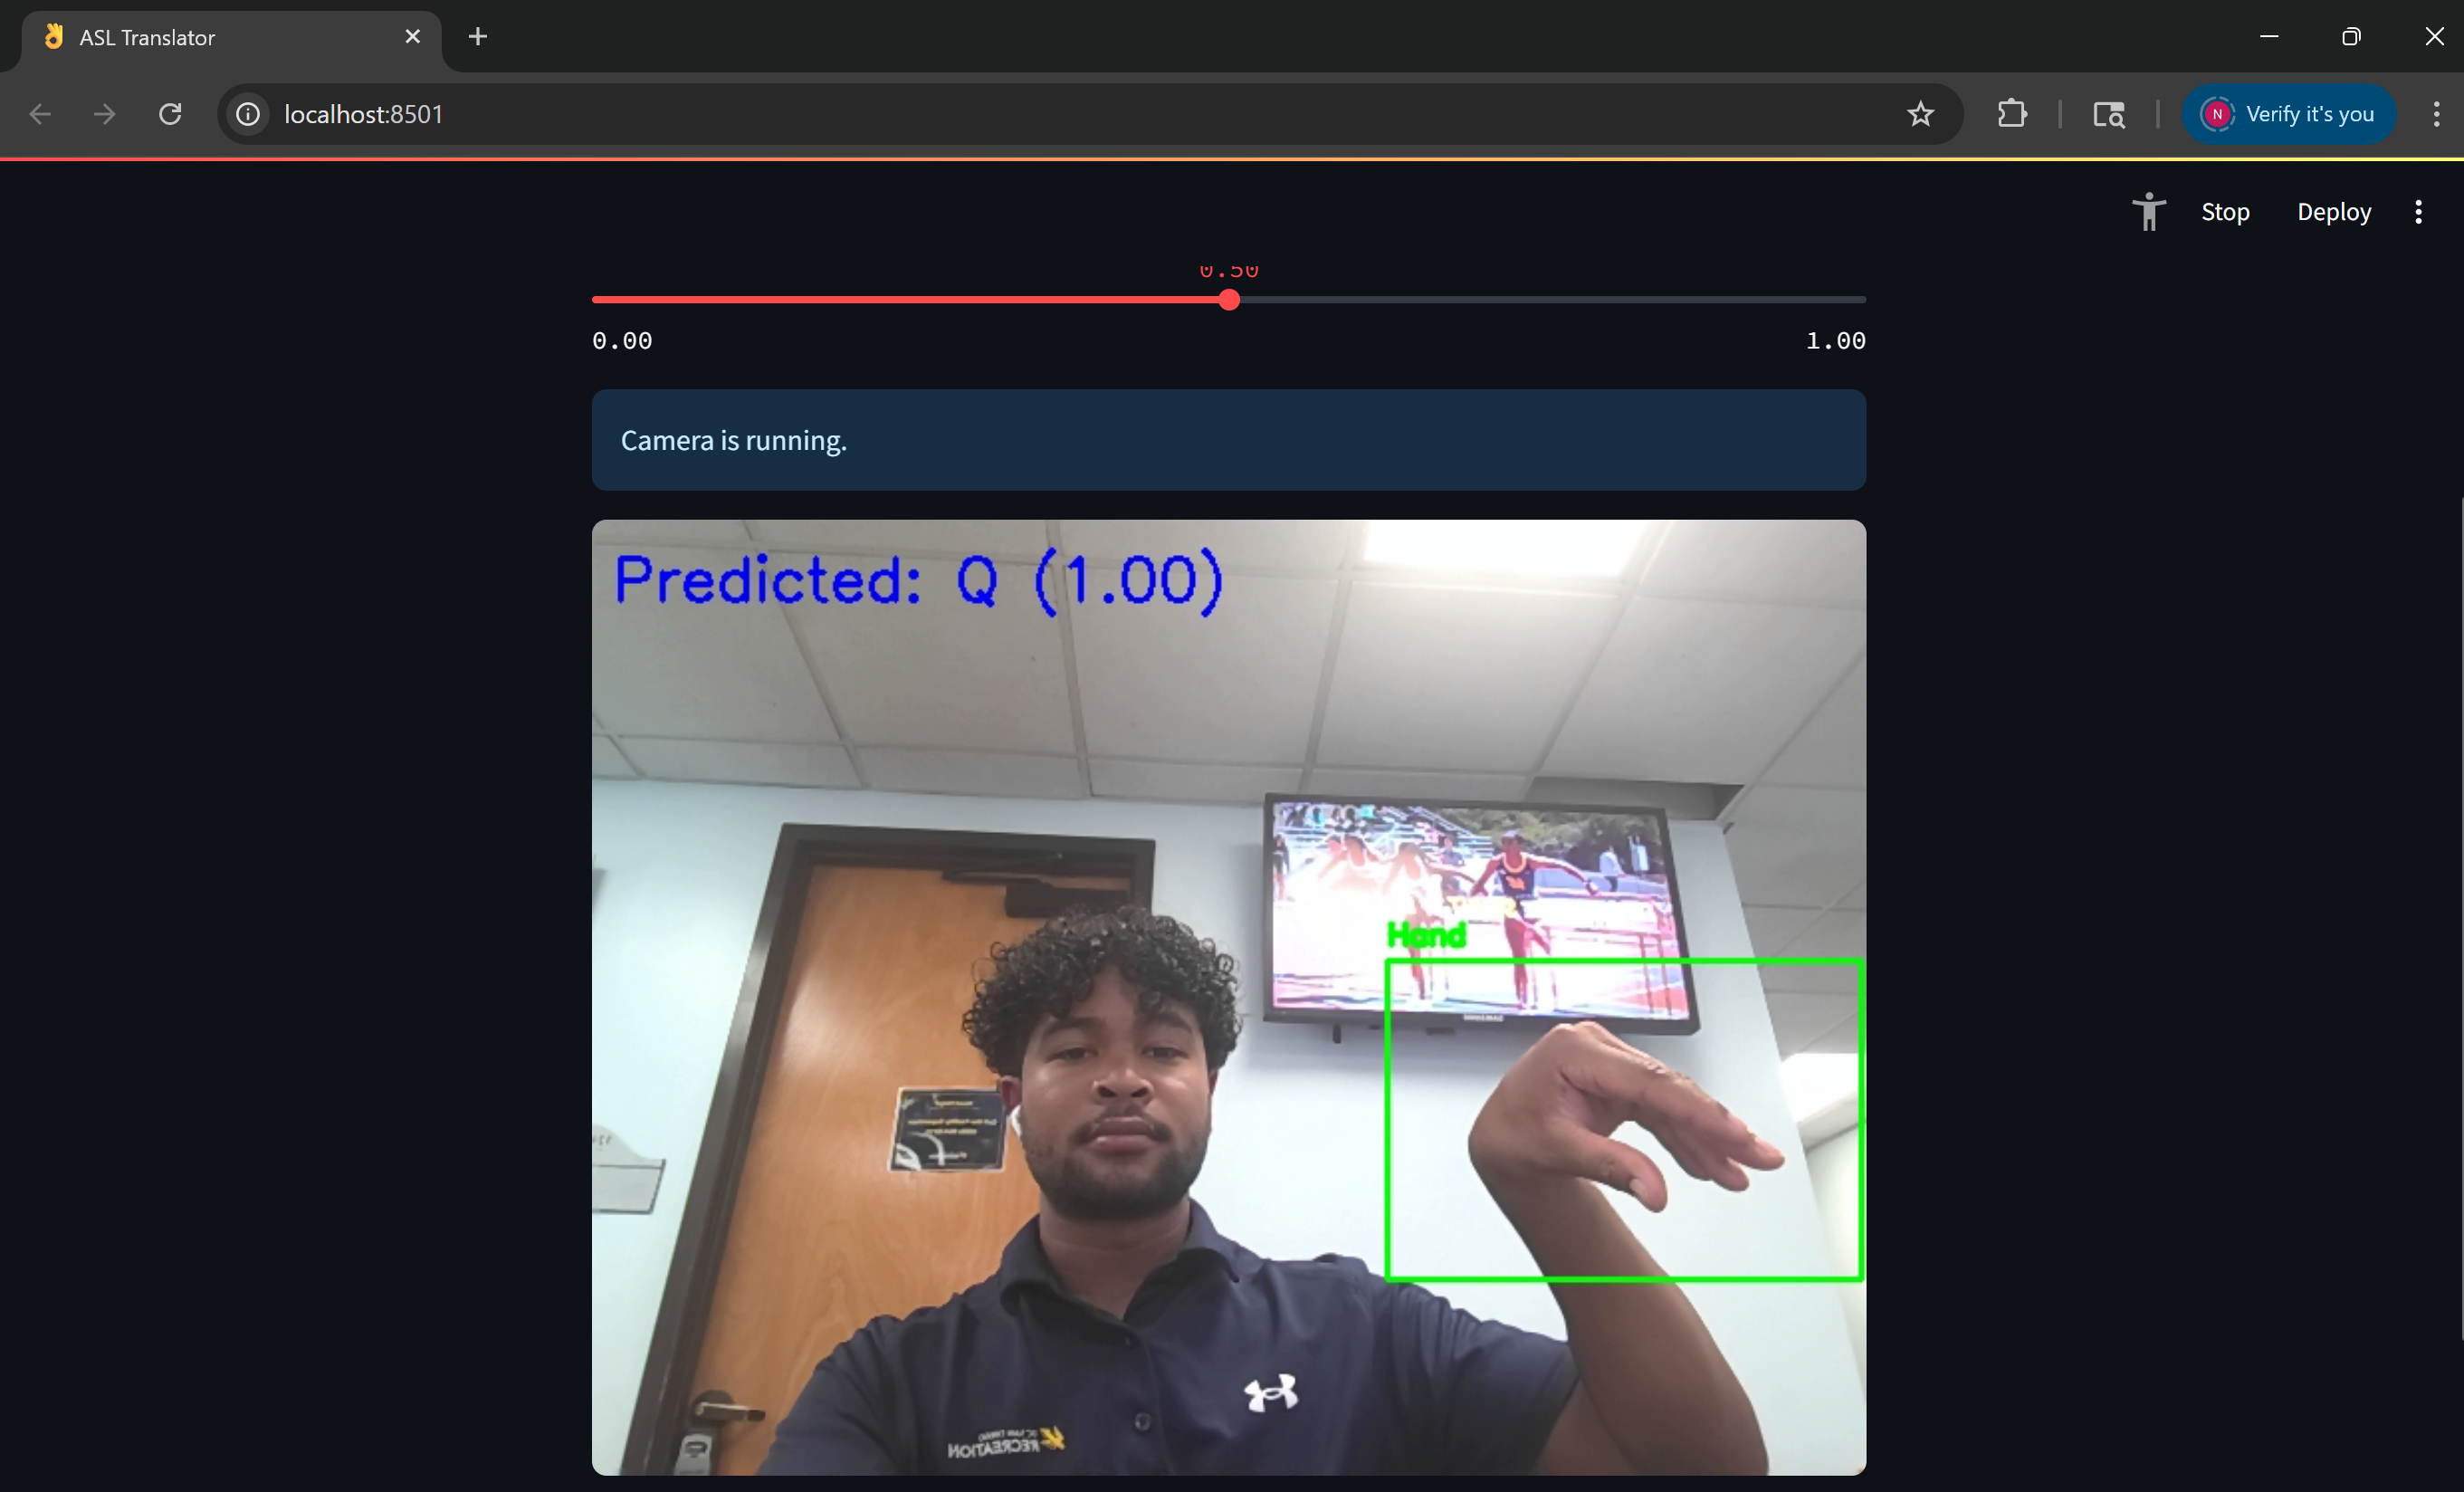 ASL Translator
localhost:8501
N Verify it's you
Stop Deploy
0.50
0.00 1.00
Camera is running.
Predicted: Q (1.00)
Hand
RECREATION